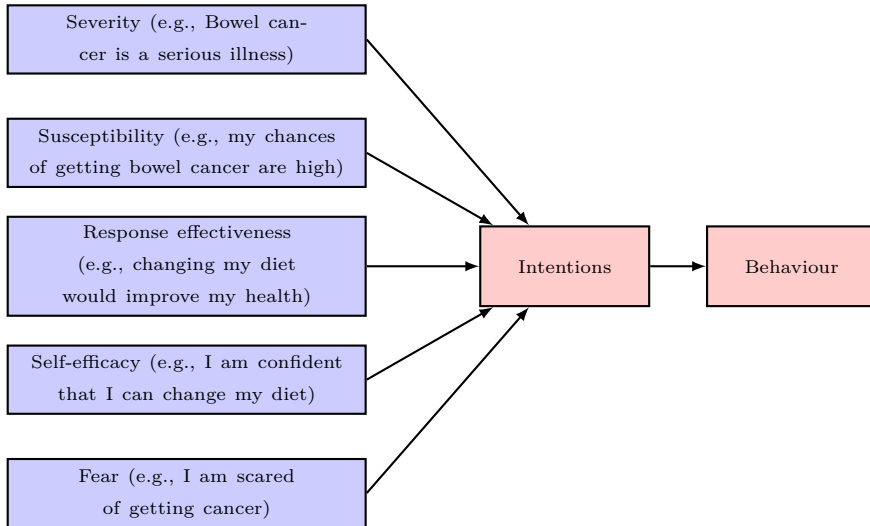 Severity (e.g., Bowel can-
cer is a serious illness)
Susceptibility (e.g., my chances
of getting bowel cancer are high)
Response effectiveness
(e.g., changing my diet
would improve my health)
Self-efficacy (e.g., I am confident
that I can change my diet)
Fear (e.g., I am scared
of getting cancer)
Intentions
Behaviour